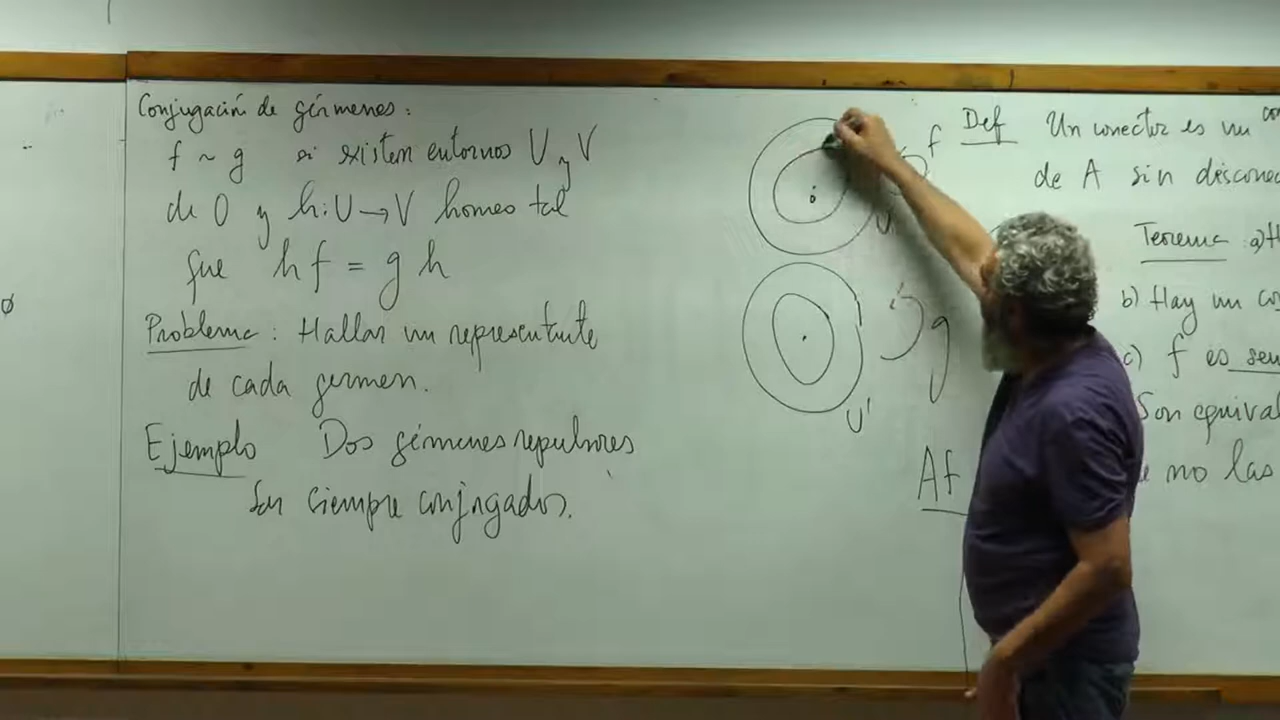 Conjugación de gérmenes:
f ~ g si existen entornos U y V
de 0 y h: U → V homeo tal
que h f = g h
Problema: Hallar un representante
de cada germen.
Ejemplo Dos gérmenes repulsores
son siempre conjugados.
ø
0
f
U
g
U'
Def Un conector es un
de A sin
Teorema a)
b) Hay un
c) f es
Son
no las
Af